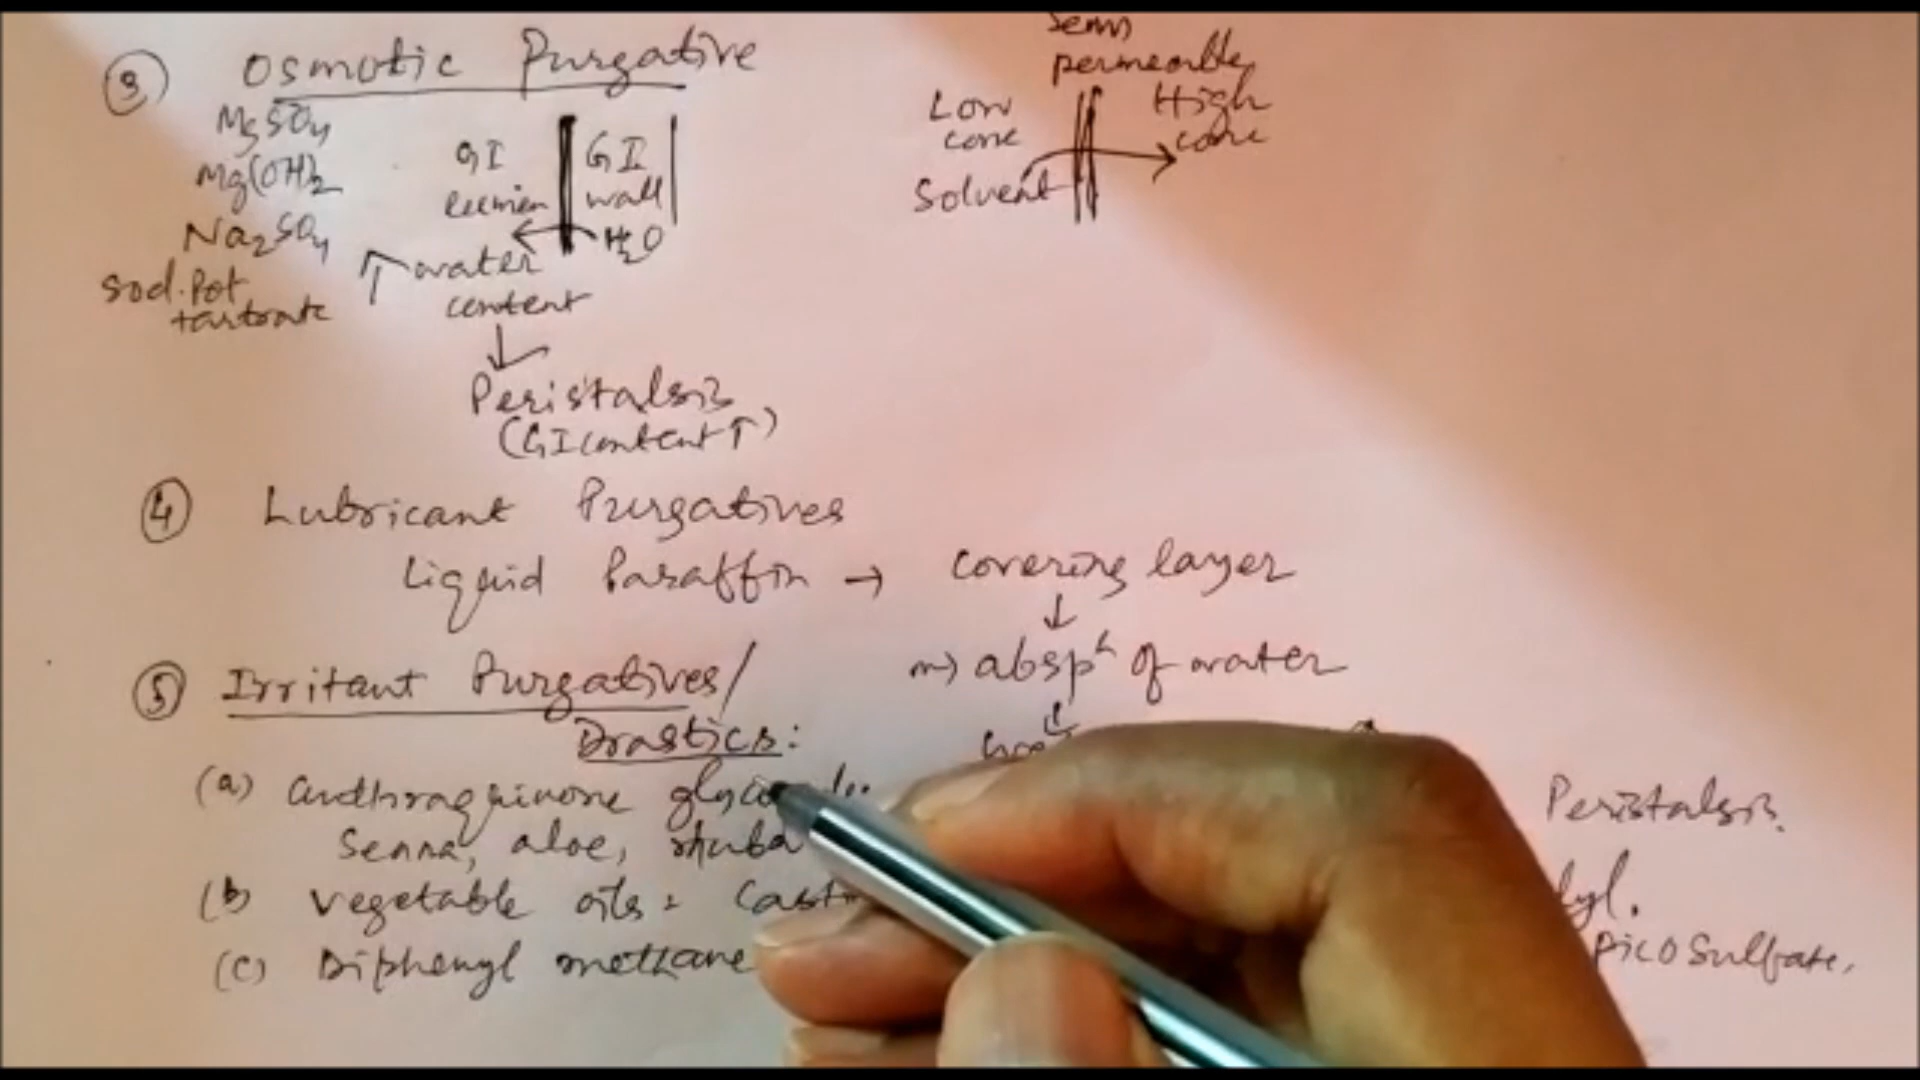 ③ Osmotic Purgative
MgSO4
Mg(OH)2
Na2SO4
Sod. Pot
tartrate
GI
lumen
GI
wall
H2O
↑ water
content
↓
Peristalsis
(GI content ↑)
Semi
permeable
Low
conc
High
conc
Solvent
④ Lubricant Purgatives
Liquid Paraffin → covering layer
↓
absp^n of water
⑤ Irritant Purgatives/
Drastics:
(a) Anthraquinone
Senna, aloe,
Peristalsis.
(b) vegetable oils =
(c) Diphenyl methane
picosulfate,